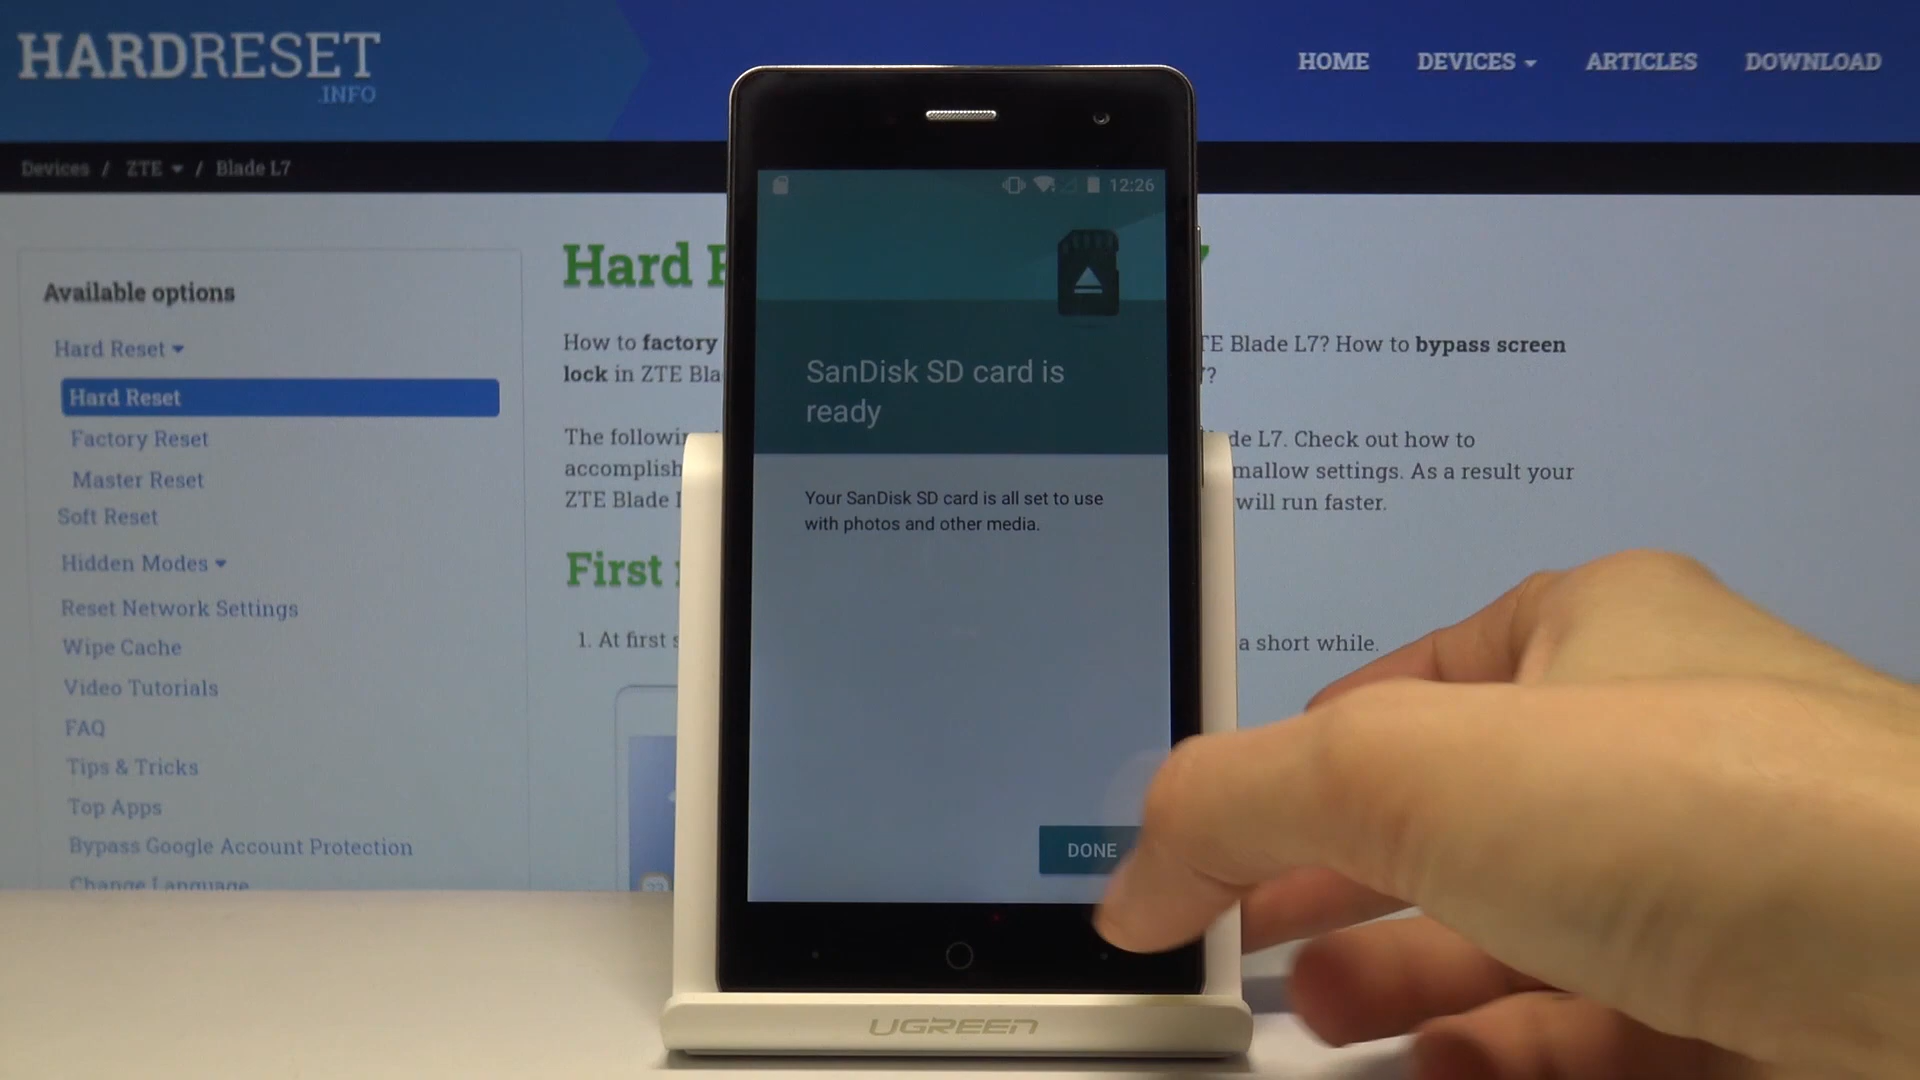 HARDRESET
.INFO
HOME DEVICES ARTICLES DOWNLOAD
Devices / ZTE / Blade L7
Available options
Hard Reset
Hard Reset
Factory Reset
Master Reset
Soft Reset
Hidden Modes
Reset Network Settings
Wipe Cache
Video Tutorials
FAQ
Tips & Tricks
Top Apps
Bypass Google Account Protection
Change Language
Hard
7
How to factory
TE Blade L7? How to bypass screen
lock in ZTE Bla
?
The followin
de L7. Check out how to
accomplish
mallow settings. As a result your
ZTE Blade
will run faster.
First
1. At first s
a short while.
12:26
SanDisk SD card is
ready
Your SanDisk SD card is all set to use
with photos and other media.
DONE
UGREEN